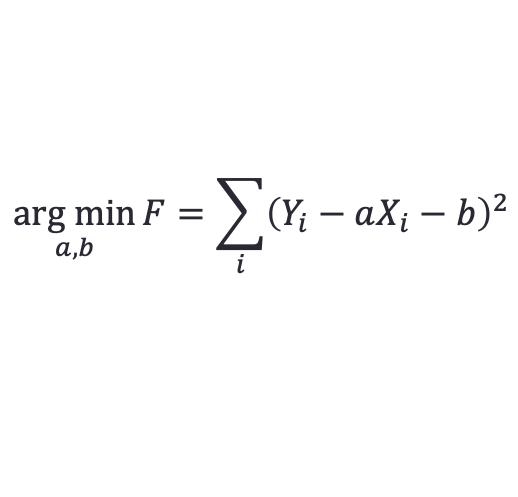 arg min F = ∑(Yᵢ − aXᵢ − b)²
a,b i